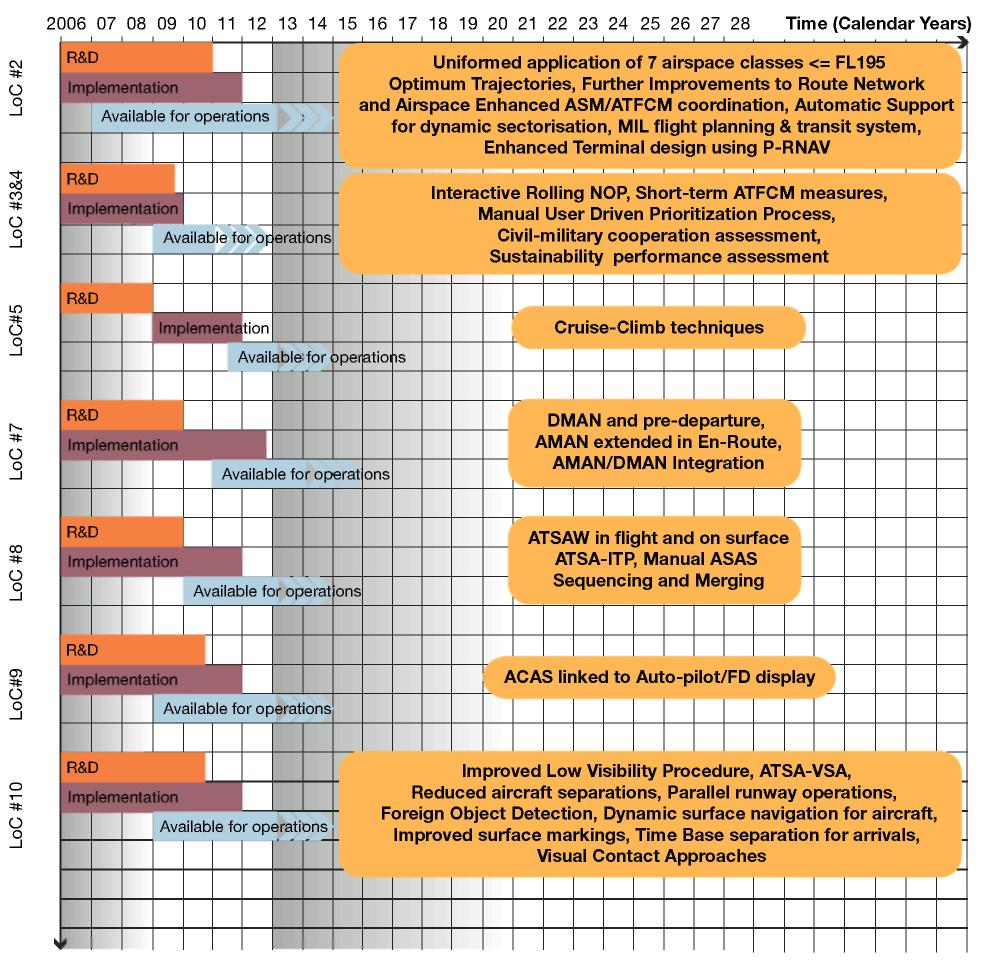 2006 07 08 09 10 11 12 13 14 15 16 17 18 19 20 21 22 23 24 25 26 27 28 Time (Calendar Years)
LoC #2
R&D
Implementation
Available for operations
Uniformed application of 7 airspace classes <= FL195
Optimum Trajectories, Further Improvements to Route Network
and Airspace Enhanced ASM/ATFCM coordination, Automatic Support
for dynamic sectorisation, MIL flight planning & transit system,
Enhanced Terminal design using P-RNAV
LoC #3&4
R&D
Implementation
Available for operations
Interactive Rolling NOP, Short-term ATFCM measures,
Manual User Driven Prioritization Process,
Civil-military cooperation assessment,
Sustainability performance assessment
LoC#5
R&D
Implementation
Available for operations
Cruise-Climb techniques
LoC #7
R&D
Implementation
Available for operations
DMAN and pre-departure,
AMAN extended in En-Route,
AMAN/DMAN Integration
LoC #8
R&D
Implementation
Available for operations
ATSAW in flight and on surface
ATSA-ITP, Manual ASAS
Sequencing and Merging
LoC#9
R&D
Implementation
Available for operations
ACAS linked to Auto-pilot/FD display
LoC #10
R&D
Implementation
Available for operations
Improved Low Visibility Procedure, ATSA-VSA,
Reduced aircraft separations, Parallel runway operations,
Foreign Object Detection, Dynamic surface navigation for aircraft,
Improved surface markings, Time Base separation for arrivals,
Visual Contact Approaches